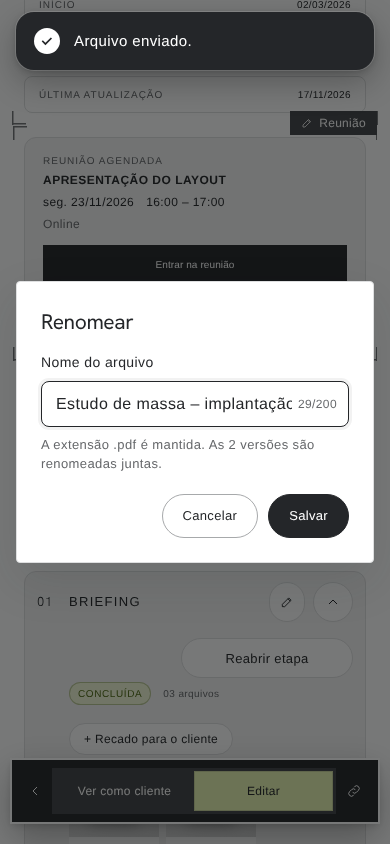 INÍCIO 02/03/2026
Arquivo enviado.
ÚLTIMA ATUALIZAÇÃO 17/11/2026
Reunião
REUNIÃO AGENDADA
APRESENTAÇÃO DO LAYOUT
seg. 23/11/2026 16:00 – 17:00
Online
Entrar na reunião
Renomear
Nome do arquivo
Estudo de massa – implantação 29/200
A extensão .pdf é mantida. As 2 versões são
renomeadas juntas.
Cancelar Salvar
01 BRIEFING
Reabrir etapa
CONCLUÍDA 03 arquivos
+ Recado para o cliente
Ver como cliente Editar